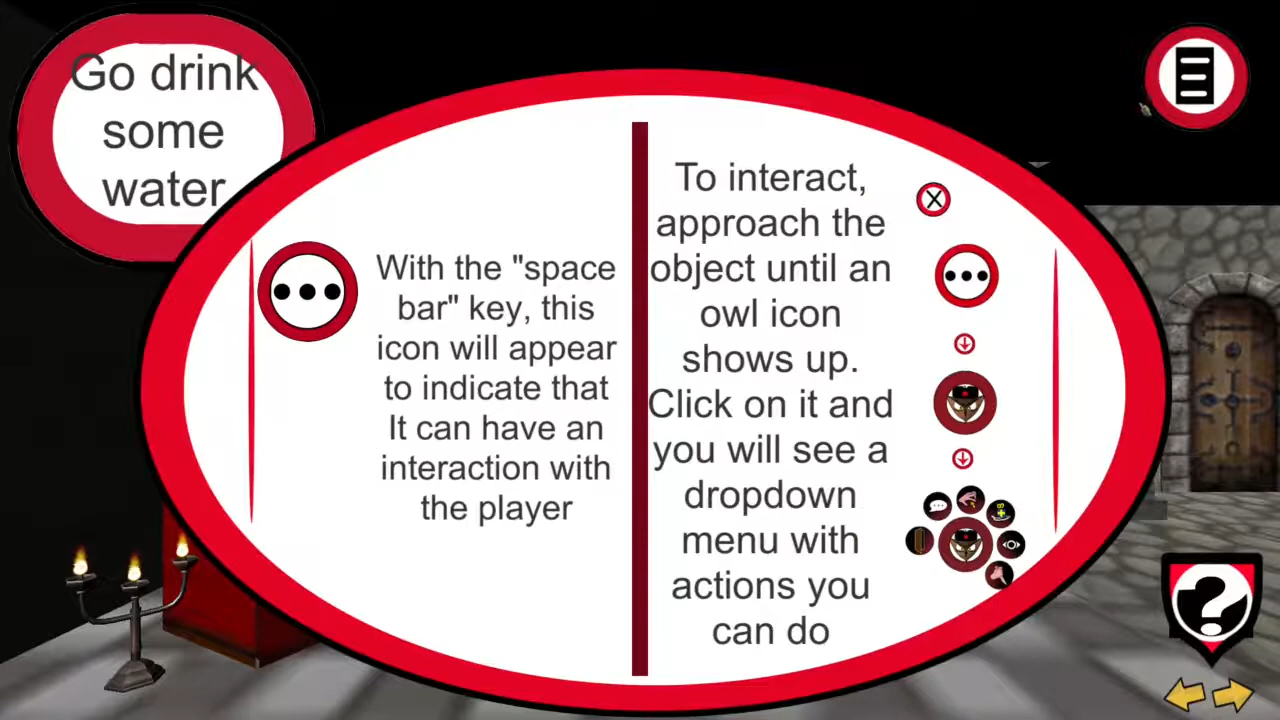 Go drink
some
water
With the "space
bar" key, this
icon will appear
to indicate that
It can have an
interaction with
the player
To interact,
approach the
object until an
owl icon
shows up.
Click on it and
you will see a
dropdown
menu with
actions you
can do
X
?